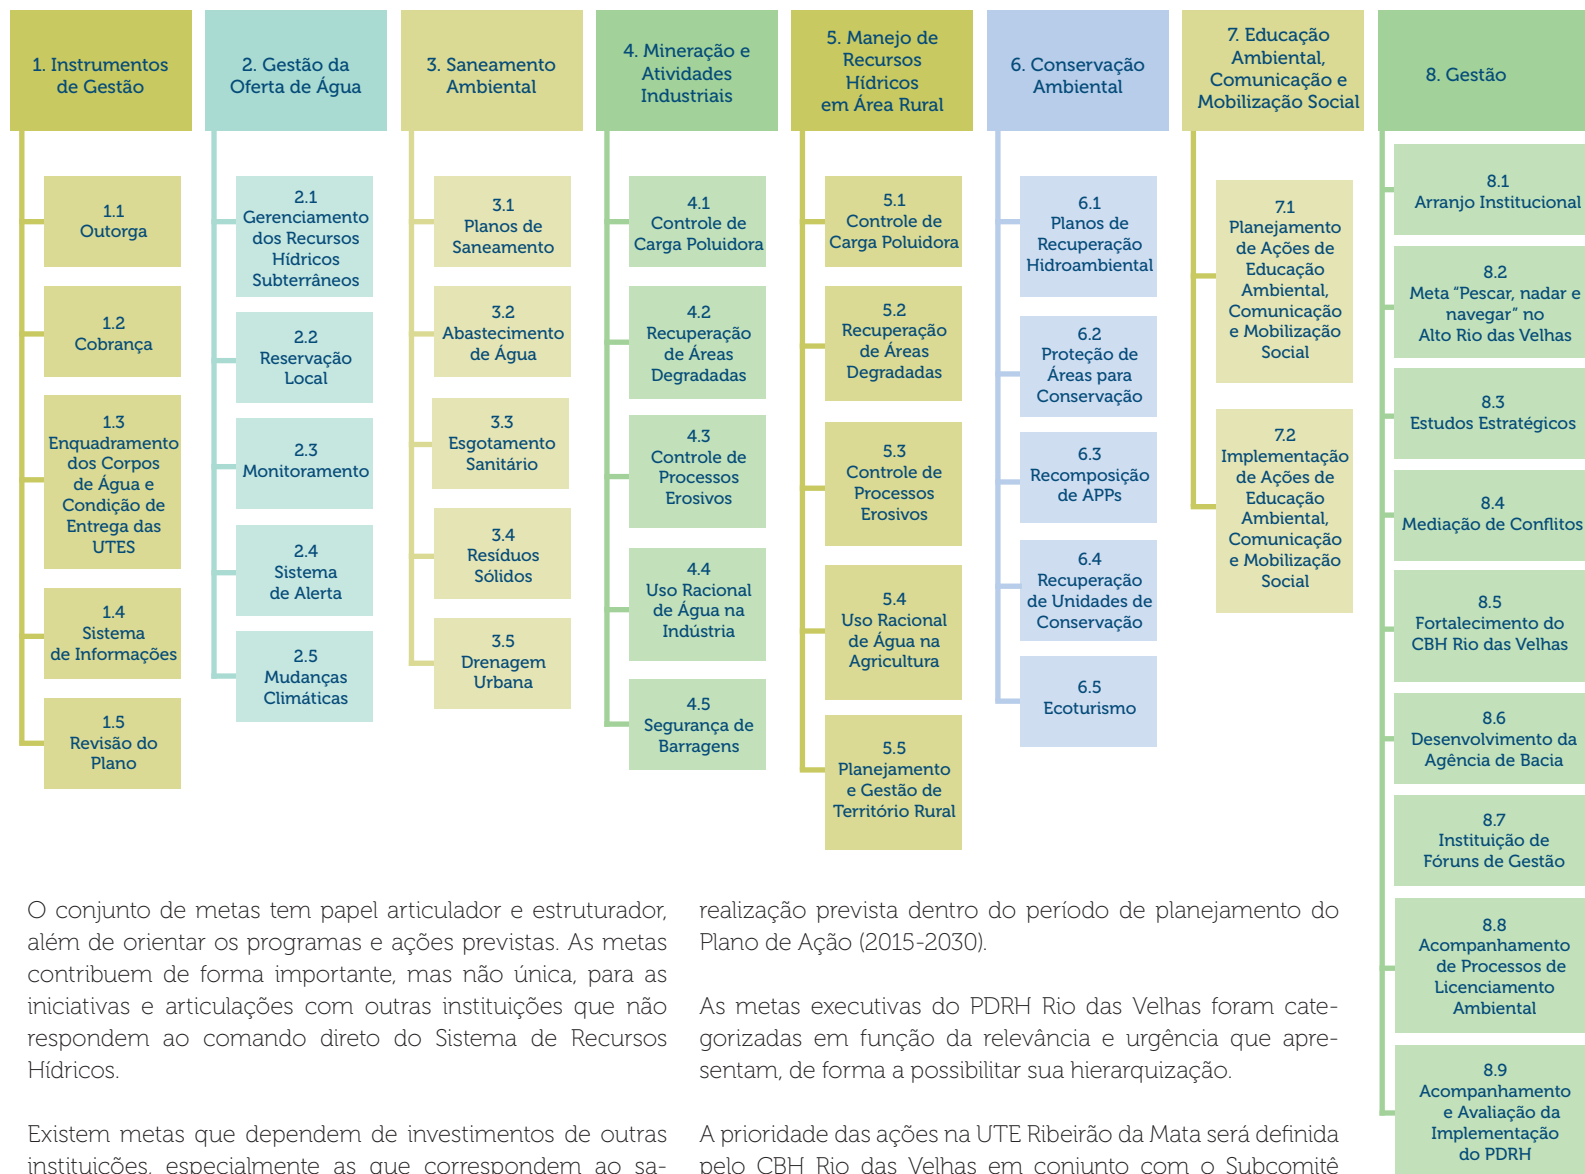 1. Instrumentos
de Gestão
1.1
Outorga
1.2
Cobrança
1.3
Enquadramento
dos Corpos
de Água e
Condição de
Entrega das
UTES
1.4
Sistema
de Informações
1.5
Revisão do
Plano
2. Gestão da
Oferta de Água
2.1
Gerenciamento
dos Recursos
Hídricos
Subterrâneos
2.2
Reservação
Local
2.3
Monitoramento
2.4
Sistema
de Alerta
2.5
Mudanças
Climáticas
3. Saneamento
Ambiental
3.1
Planos de
Saneamento
3.2
Abastecimento
de Água
3.3
Esgotamento
Sanitário
3.4
Resíduos
Sólidos
3.5
Drenagem
Urbana
4. Mineração e
Atividades
Industriais
4.1
Controle de
Carga Poluidora
4.2
Recuperação
de Áreas
Degradadas
4.3
Controle de
Processos
Erosivos
4.4
Uso Racional
de Água na
Indústria
4.5
Segurança de
Barragens
5. Manejo de
Recursos
Hídricos
em Área Rural
5.1
Controle de
Carga Poluidora
5.2
Recuperação
de Áreas
Degradadas
5.3
Controle de
Processos
Erosivos
5.4
Uso Racional
de Água na
Agricultura
5.5
Planejamento
e Gestão de
Território Rural
6. Conservação
Ambiental
6.1
Planos de
Recuperação
Hidroambiental
6.2
Proteção de
Áreas para
Conservação
6.3
Recomposição
de APPs
6.4
Recuperação
de Unidades de
Conservação
6.5
Ecoturismo
7. Educação
Ambiental,
Comunicação e
Mobilização Social
7.1
Planejamento
de Ações de
Educação
Ambiental,
Comunicação
e Mobilização
Social
7.2
Implementação
de Ações de
Educação
Ambiental,
Comunicação
e Mobilização
Social
8. Gestão
8.1
Arranjo Institucional
8.2
Meta “Pescar, nadar e
navegar” no
Alto Rio das Velhas
8.3
Estudos Estratégicos
8.4
Mediação de Conflitos
8.5
Fortalecimento do
CBH Rio das Velhas
8.6
Desenvolvimento da
Agência de Bacia
8.7
Instituição de
Fóruns de Gestão
8.8
Acompanhamento
de Processos de
Licenciamento
Ambiental
8.9
Acompanhamento
e Avaliação da
Implementação
do PDRH
O conjunto de metas tem papel articulador e estruturador,
além de orientar os programas e ações previstas. As metas
contribuem de forma importante, mas não única, para as
iniciativas e articulações com outras instituições que não
respondem ao comando direto do Sistema de Recursos
Hídricos.
Existem metas que dependem de investimentos de outras
instituições, especialmente as que correspondem ao sa-
realização prevista dentro do período de planejamento do
Plano de Ação (2015-2030).
As metas executivas do PDRH Rio das Velhas foram cate-
gorizadas em função da relevância e urgência que apre-
sentam, de forma a possibilitar sua hierarquização.
A prioridade das ações na UTE Ribeirão da Mata será definida
pelo CBH Rio das Velhas em conjunto com o Subcomitê